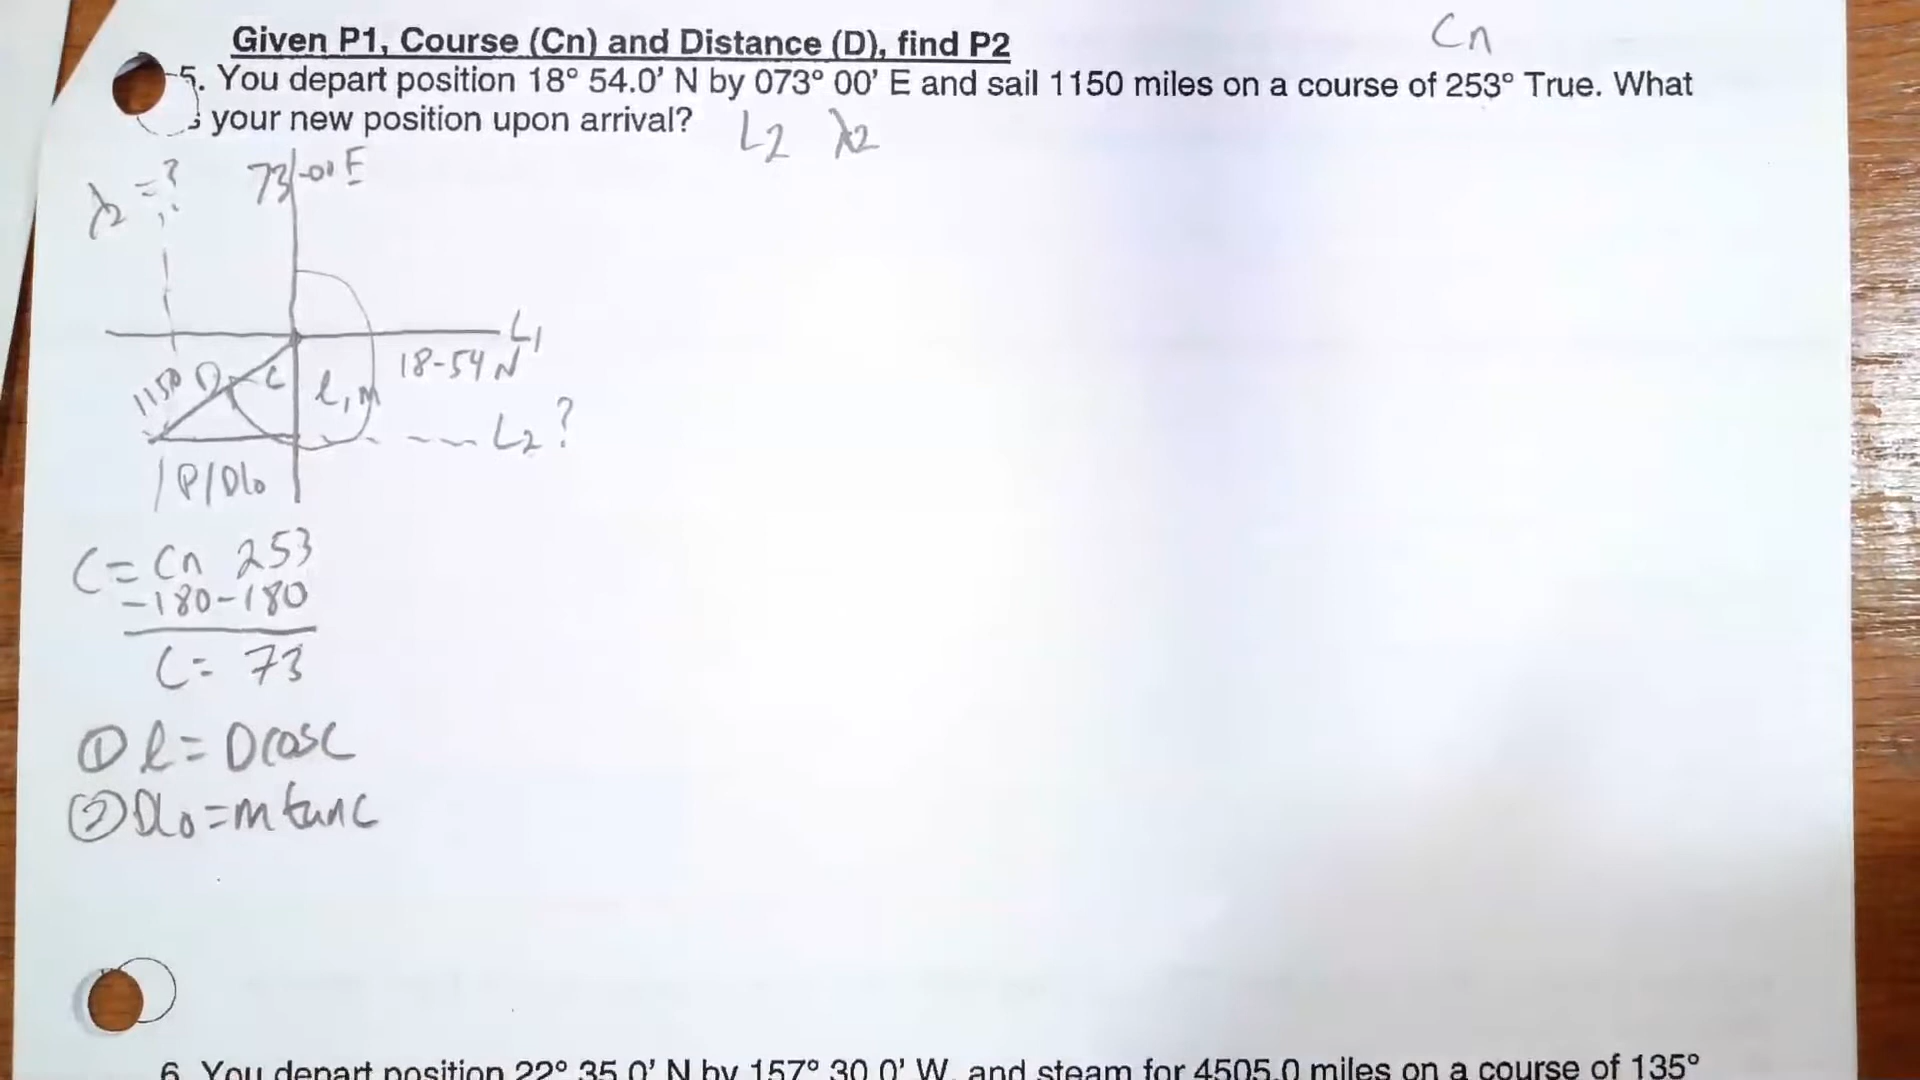 Given P1, Course (Cn) and Distance (D), find P2
Cn
5. You depart position 18° 54.0' N by 073° 00' E and sail 1150 miles on a course of 253° True. What
s your new position upon arrival? L2 λ2
λ2 = ? 73-00 E
L1
18-54 N
1150 D C l, m
L2 ?
P/Dlo
C = Cn 253
-180 -180
C = 73
① l = D cos C
② Dlo = m tan C
6. You depart position 22° 35.0' N by 157° 30.0' W, and steam for 4505.0 miles on a course of 135°